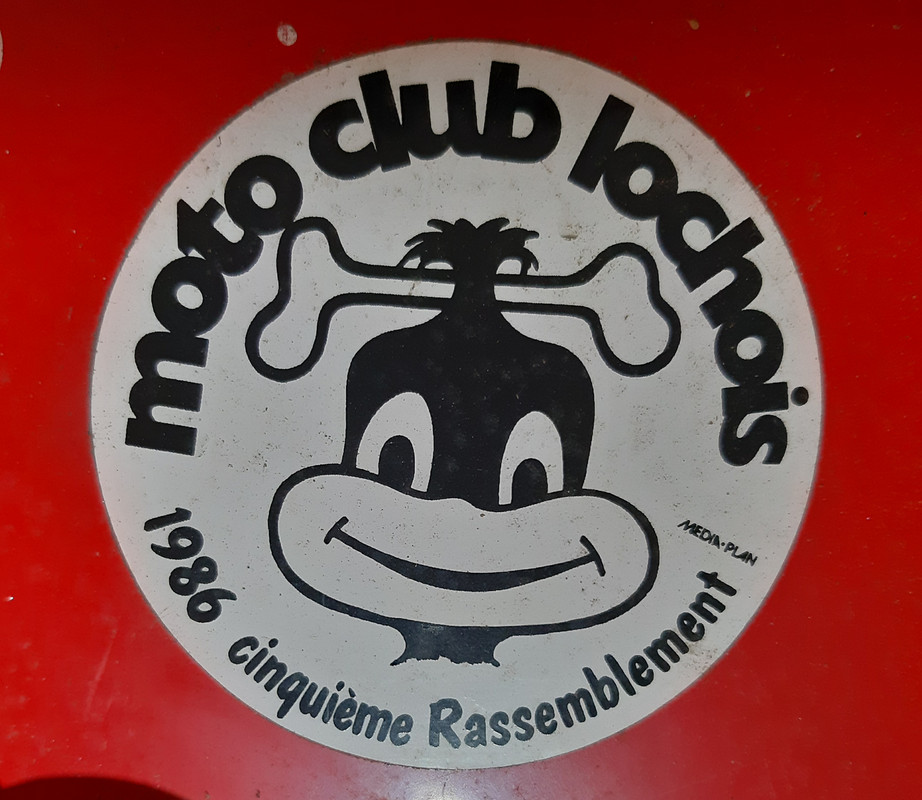 moto club lochois
MEDIA·PLAN
1986 cinquième Rassemblement